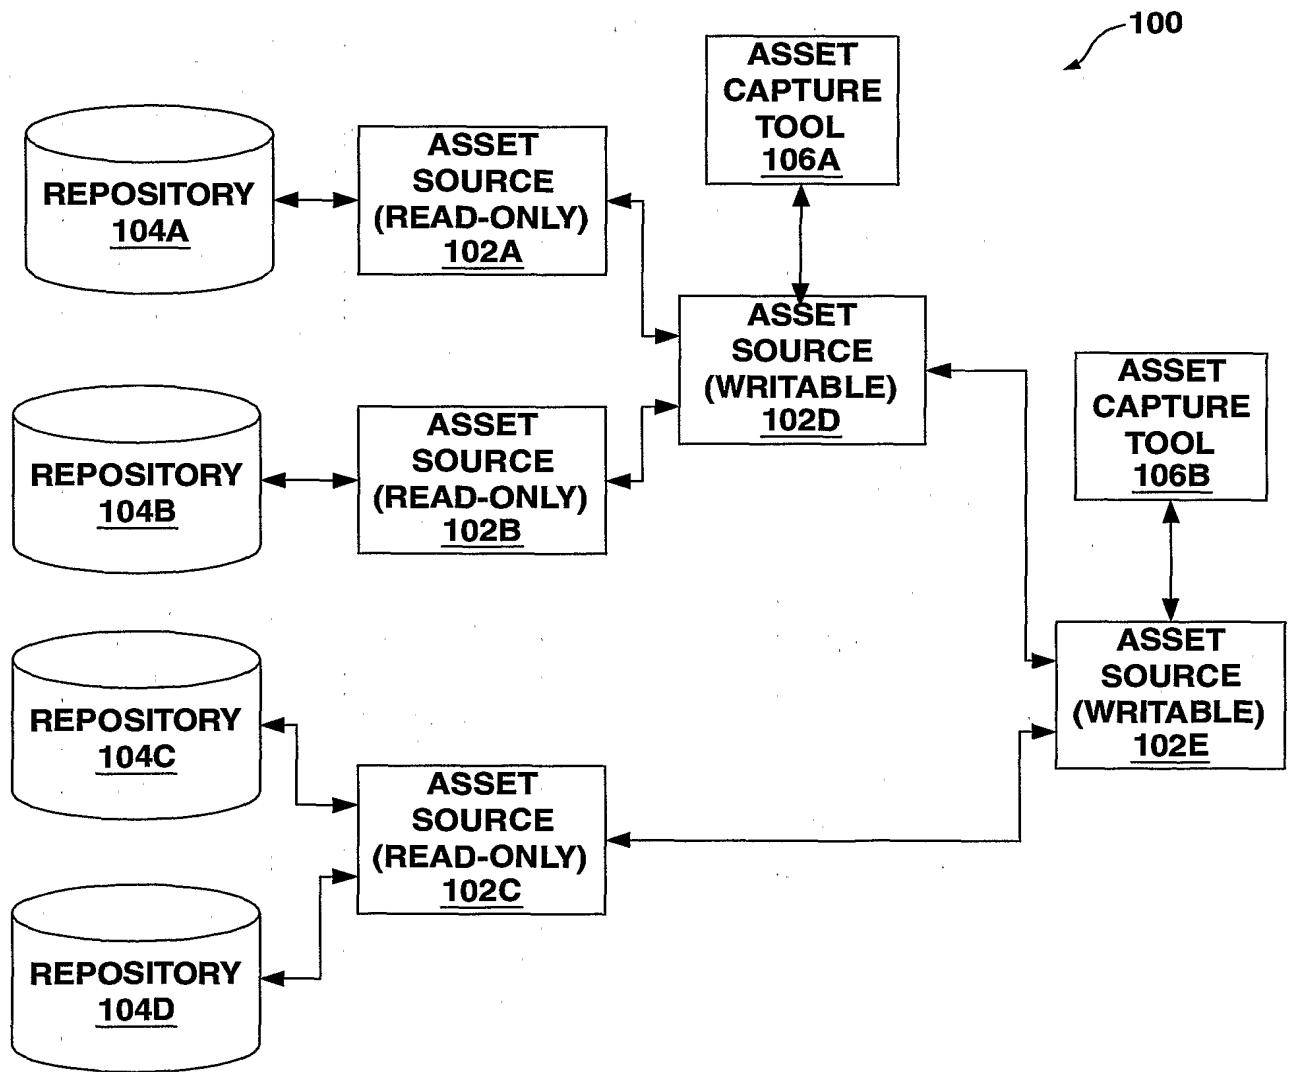 100
ASSET
CAPTURE
TOOL
106A
REPOSITORY
104A
ASSET
SOURCE
(READ-ONLY)
102A
ASSET
SOURCE
(WRITABLE)
102D
ASSET
CAPTURE
TOOL
106B
REPOSITORY
104B
ASSET
SOURCE
(READ-ONLY)
102B
ASSET
SOURCE
(WRITABLE)
102E
REPOSITORY
104C
ASSET
SOURCE
(READ-ONLY)
102C
REPOSITORY
104D